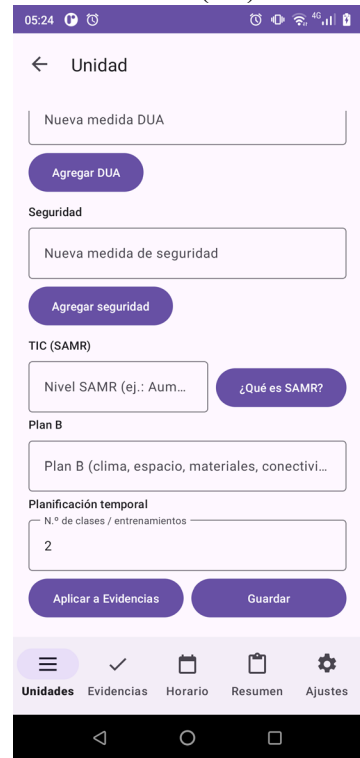 05:24
4G
Unidad
Nueva medida DUA
Agregar DUA
Seguridad
Nueva medida de seguridad
Agregar seguridad
TIC (SAMR)
Nivel SAMR (ej.: Aum...
¿Qué es SAMR?
Plan B
Plan B (clima, espacio, materiales, conectivi...
Planificación temporal
N.º de clases / entrenamientos
2
Aplicar a Evidencias
Guardar
Unidades Evidencias Horario Resumen Ajustes